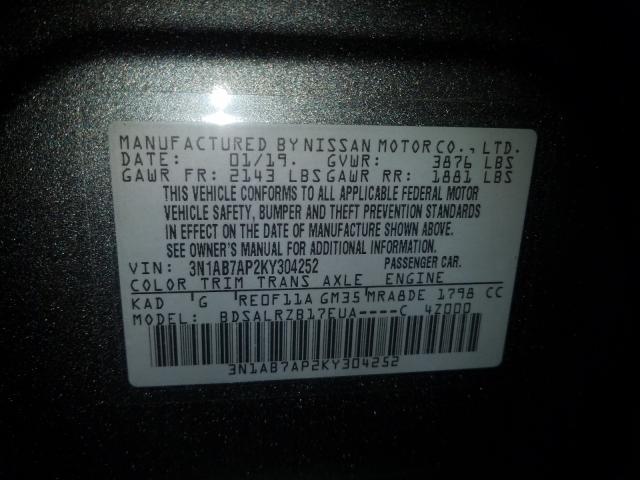 MANUFACTURED BY NISSAN MOTOR CO., LTD.
DATE: 01/19. GVWR: 3876 LBS
GAWR FR: 2143 LBS GAWR RR: 1881 LBS
THIS VEHICLE CONFORMS TO ALL APPLICABLE FEDERAL MOTOR
VEHICLE SAFETY, BUMPER AND THEFT PREVENTION STANDARDS
IN EFFECT ON THE DATE OF MANUFACTURE SHOWN ABOVE.
SEE OWNER'S MANUAL FOR ADDITIONAL INFORMATION.
VIN: 3N1AB7AP2KY304252 PASSENGER CAR.
COLOR TRIM TRANS AXLE ENGINE
KAD G RE0F11A GM35 MRA8DE 1798 CC
MODEL: BDSALRZB17EUA----C 4Z000
3N1AB7AP2KY304252